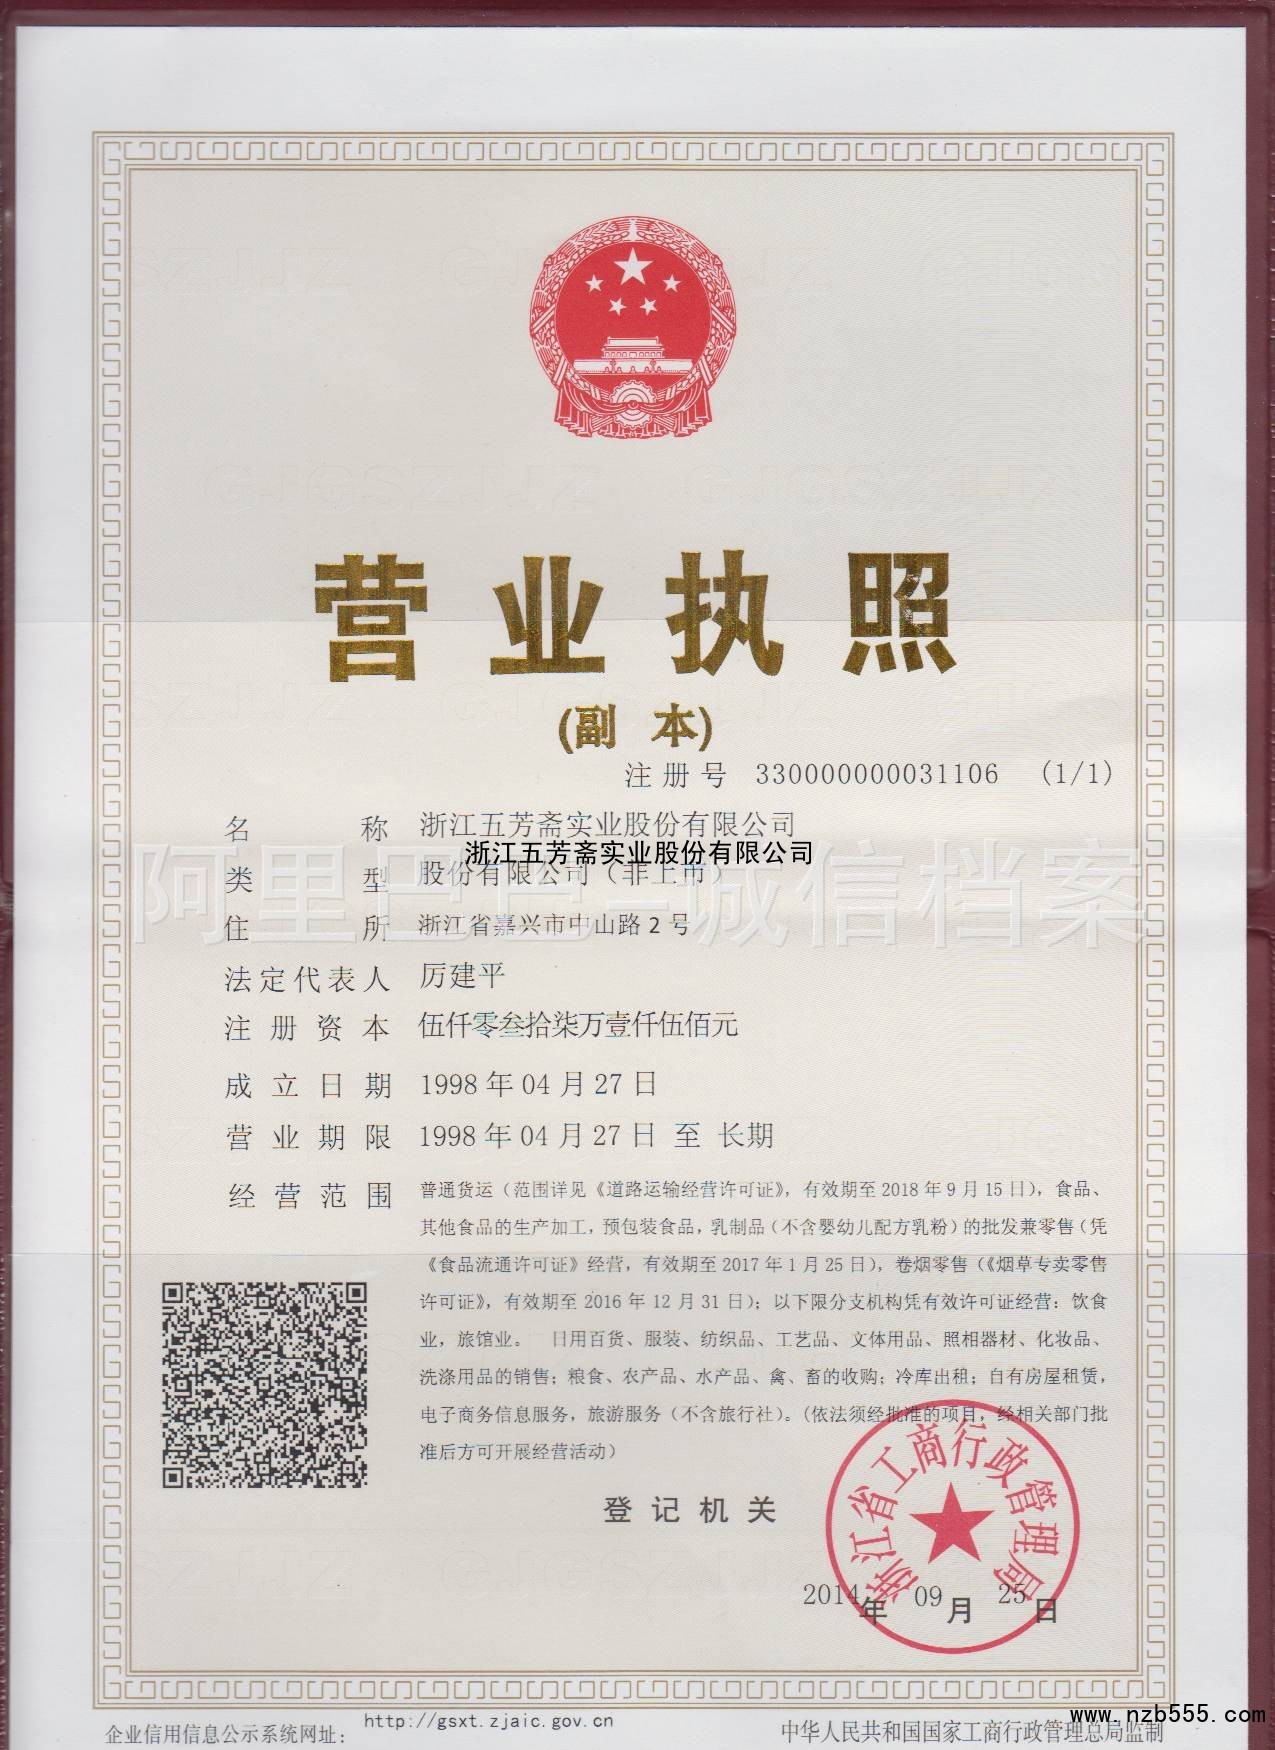 营业执照
(副 本)
注册号 330000000031106 (1/1)
名 称 浙江五芳斋实业股份有限公司
浙江五芳斋实业股份有限公司
类 型 股份有限公司（非上市）
阿里巴巴-诚信档案
住 所 浙江省嘉兴市中山路2号
法定代表人 厉建平
注册资本 伍仟零叁拾柒万壹仟伍佰元
成立日期 1998年04月27日
营业期限 1998年04月27日 至 长期
经营范围 普通货运（范围详见《道路运输经营许可证》，有效期至2018年9月15日），食品、
其他食品的生产加工，预包装食品，乳制品（不含婴幼儿配方乳粉）的批发兼零售（凭
《食品流通许可证》经营，有效期至2017年1月25日），卷烟零售（《烟草专卖零售
许可证》，有效期至2016年12月31日）；以下限分支机构凭有效许可证经营：饮食
业，旅馆业。 日用百货、服装、纺织品、工艺品、文体用品、照相器材、化妆品、
洗涤用品的销售；粮食、农产品、水产品、禽、畜的收购；冷库出租；自有房屋租赁，
电子商务信息服务，旅游服务（不含旅行社）。（依法须经批准的项目，经相关部门批
准后方可开展经营活动）
登记机关
浙江省工商行政管理局
2014年09月25日
企业信用信息公示系统网址： http://gsxt.zjaic.gov.cn
中华人民共和国国家工商行政管理总局监制
www.nzb555.com